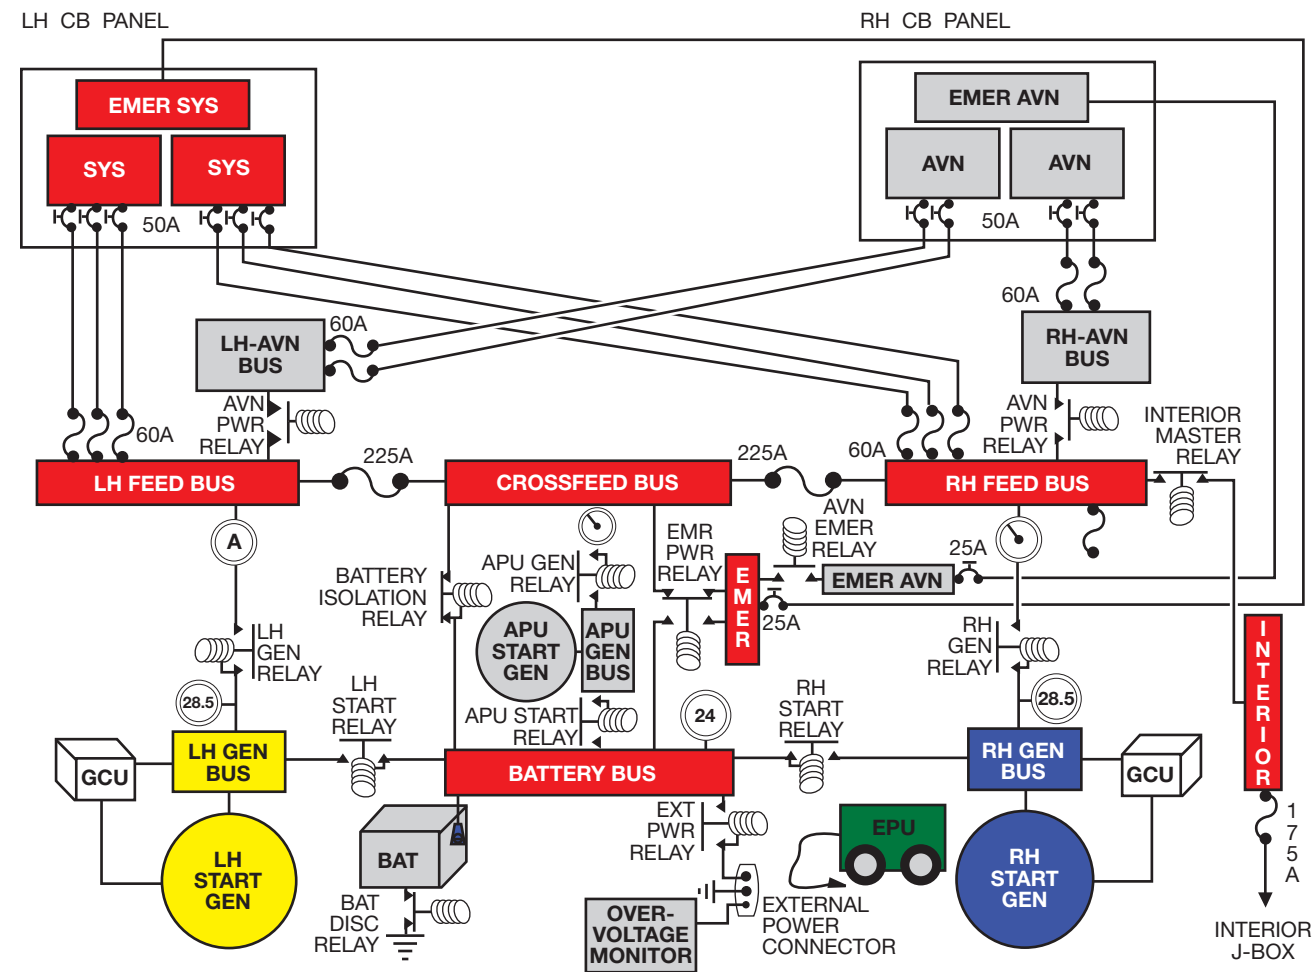 LH CB PANEL
RH CB PANEL
EMER SYS
SYS
SYS
50A
EMER AVN
AVN
AVN
50A
60A
LH-AVN
BUS
60A
RH-AVN
BUS
AVN
PWR
RELAY
60A
AVN
PWR
RELAY
INTERIOR
MASTER
RELAY
225A
225A
60A
LH FEED BUS
CROSSFEED BUS
RH FEED BUS
A
BATTERY
ISOLATION
RELAY
APU GEN
RELAY
EMR
PWR
RELAY
AVN
EMER
RELAY
EMER
25A
EMER AVN
25A
APU
START
GEN
APU
GEN
BUS
LH
GEN
RELAY
RH
GEN
RELAY
INTERIOR
28.5
LH
START
RELAY
APU START
RELAY
24
RH
START
RELAY
28.5
GCU
LH GEN
BUS
BATTERY BUS
RH GEN
BUS
GCU
LH
START
GEN
BAT
BAT
DISC
RELAY
EXT
PWR
RELAY
EPU
RH
START
GEN
175A
OVER-
VOLTAGE
MONITOR
EXTERNAL
POWER
CONNECTOR
INTERIOR
J-BOX